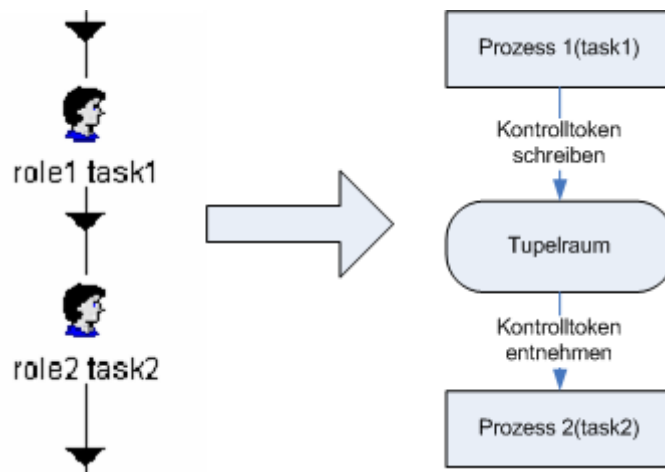 role1 task1
role2 task2
Prozess 1(task1)
Kontrolltoken
schreiben
Tupelraum
Kontrolltoken
entnehmen
Prozess 2(task2)